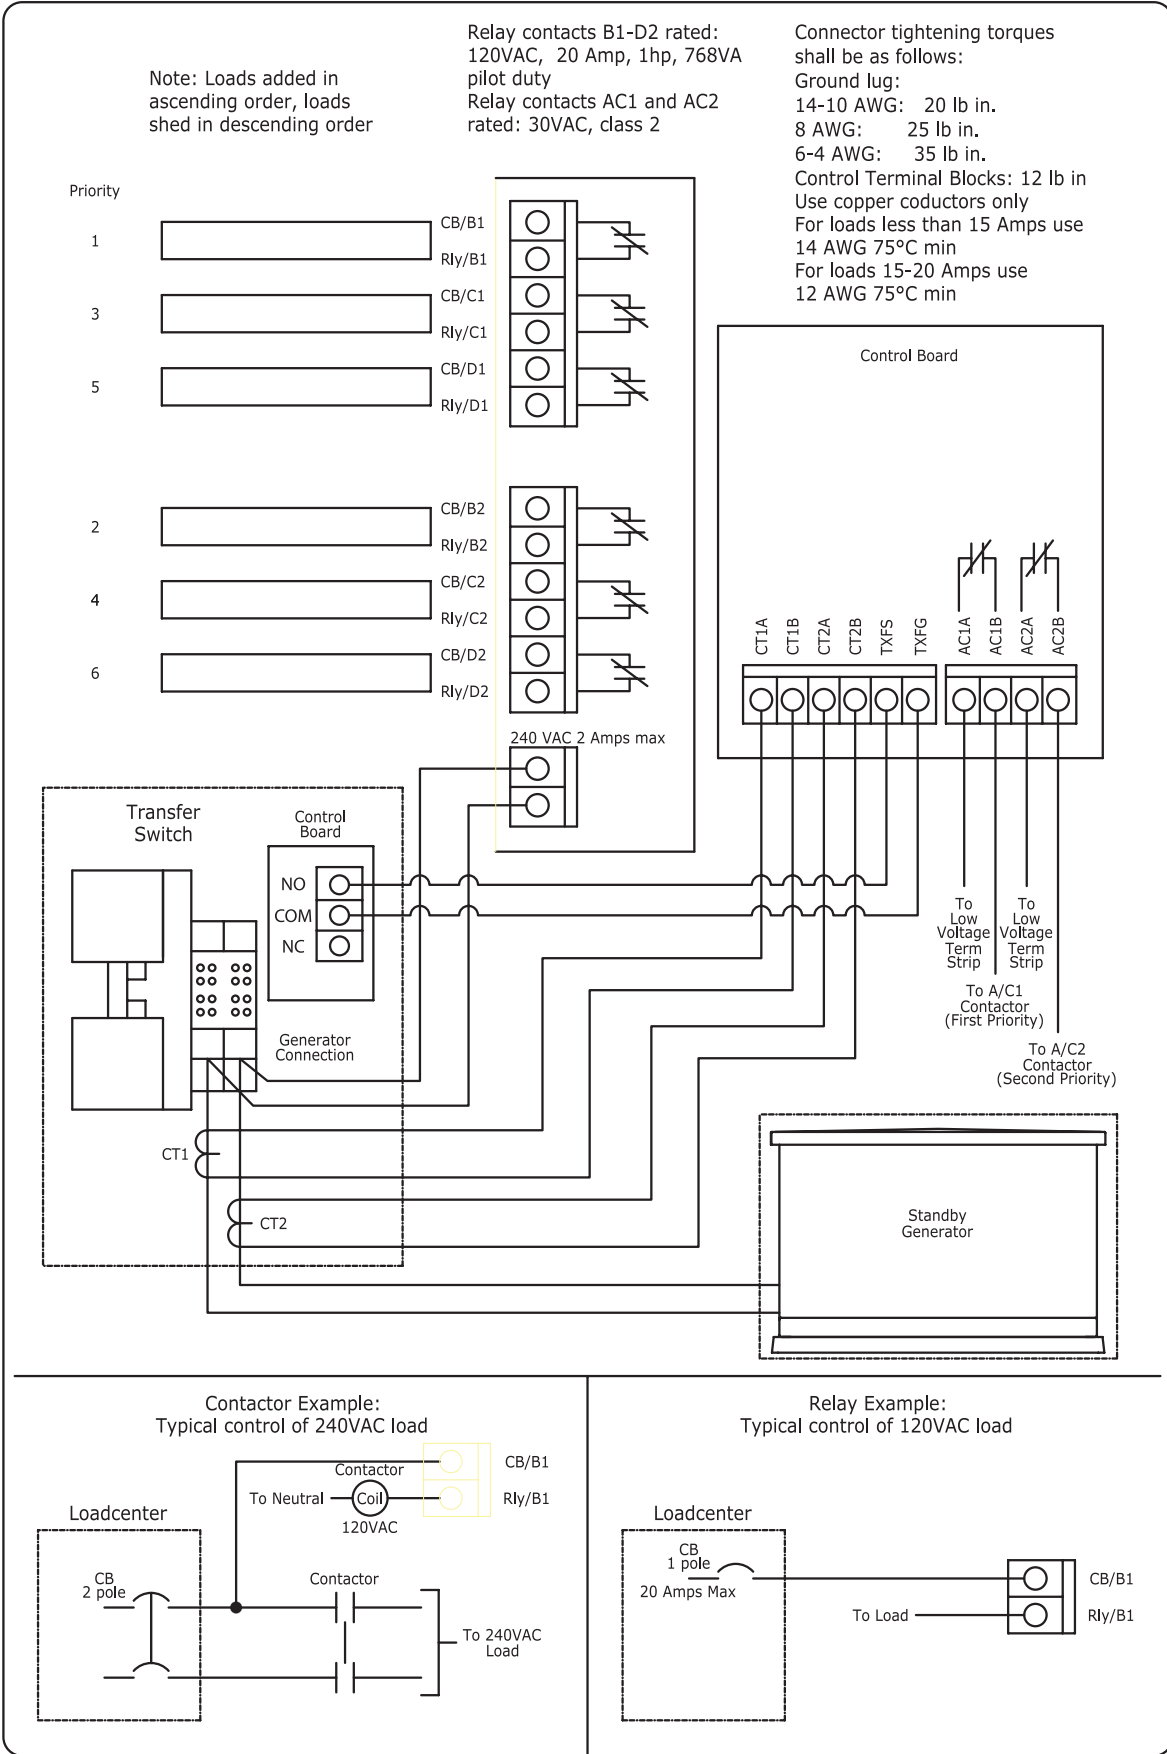 Note: Loads added in
ascending order, loads
shed in descending order
Relay contacts B1-D2 rated:
120VAC, 20 Amp, 1hp, 768VA
pilot duty
Relay contacts AC1 and AC2
rated: 30VAC, class 2
Connector tightening torques
shall be as follows:
Ground lug:
14-10 AWG: 20 lb in.
8 AWG: 25 lb in.
6-4 AWG: 35 lb in.
Control Terminal Blocks: 12 lb in
Use copper coductors only
For loads less than 15 Amps use
14 AWG 75°C min
For loads 15-20 Amps use
12 AWG 75°C min
Priority
1
CB/B1
Rly/B1
3
CB/C1
Rly/C1
5
CB/D1
Rly/D1
2
CB/B2
Rly/B2
4
CB/C2
Rly/C2
6
CB/D2
Rly/D2
240 VAC 2 Amps max
Control Board
CT1A
CT1B
CT2A
CT2B
TXFS
TXFG
AC1A
AC1B
AC2A
AC2B
To
Low
Voltage
Term
Strip
To
Low
Voltage
Term
Strip
To A/C1
Contactor
(First Priority)
To A/C2
Contactor
(Second Priority)
Transfer
Switch
Control
Board
NO
COM
NC
Generator
Connection
CT1
CT2
Standby
Generator
Contactor Example:
Typical control of 240VAC load
CB/B1
Contactor
To Neutral
Coil
Rly/B1
120VAC
Loadcenter
CB
2 pole
Contactor
To 240VAC
Load
Relay Example:
Typical control of 120VAC load
Loadcenter
CB
1 pole
20 Amps Max
CB/B1
To Load
Rly/B1